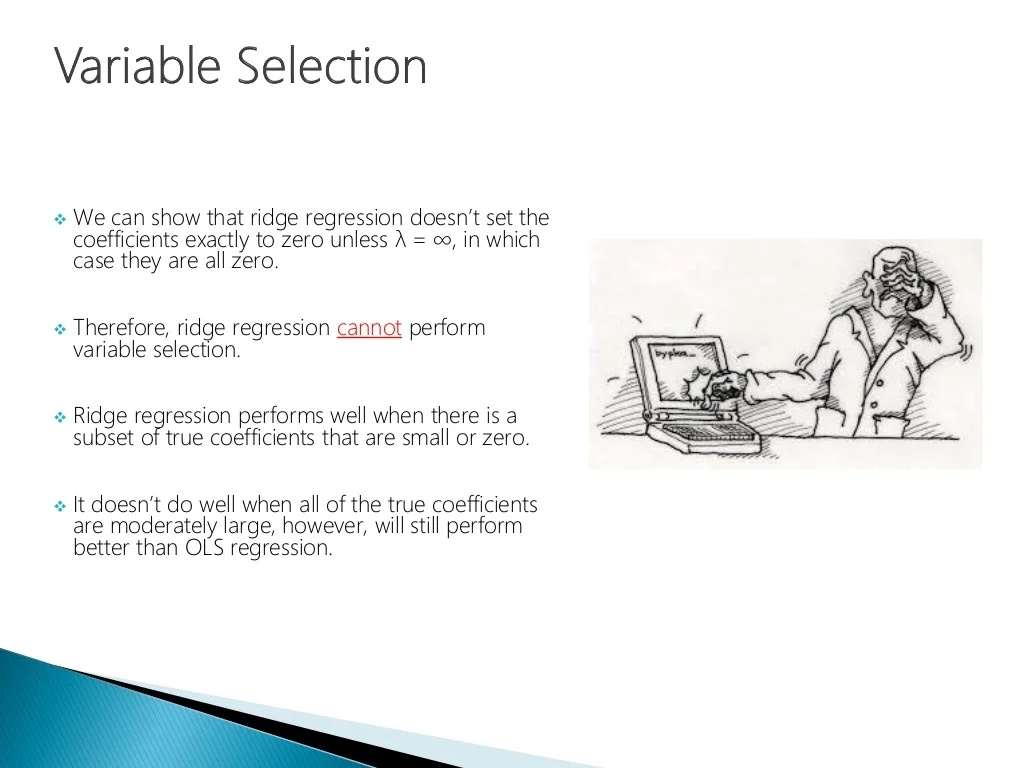 Variable Selection
We can show that ridge regression doesn’t set the
coefficients exactly to zero unless λ = ∞, in which
case they are all zero.
Therefore, ridge regression cannot perform
variable selection.
Ridge regression performs well when there is a
subset of true coefficients that are small or zero.
It doesn’t do well when all of the true coefficients
are moderately large, however, will still perform
better than OLS regression.